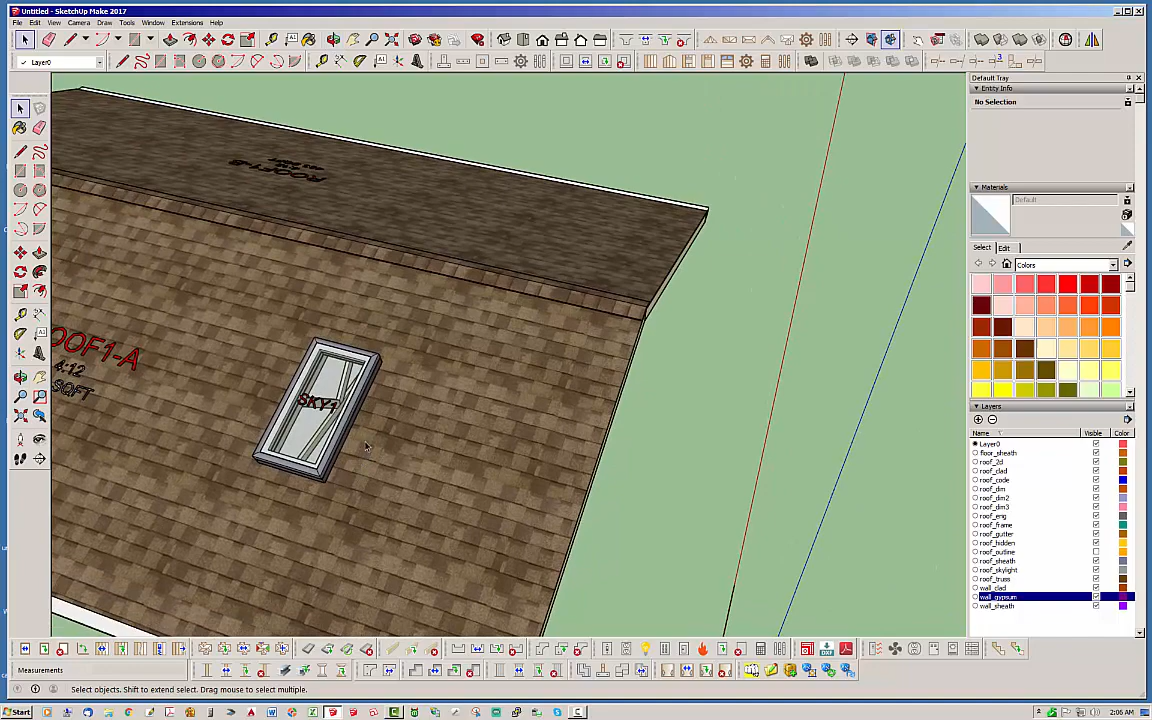 Untitled - SketchUp Make 2017
File Edit View Camera Draw Tools Window Extensions Help
Layer0
Default Tray
Entity Info
No Selection
Materials
Default
Select Edit
Colors
Layers
Name Visible Color
Layer0
floor_sheath
roof_2d
roof_clad
roof_code
roof_dim
roof_dim2
roof_dim3
roof_eng
roof_frame
roof_gutter
roof_hidden
roof_outline
roof_sheath
roof_skylight
roof_truss
wall_clad
wall_gypsum
wall_sheath
ROOF1-B
OOF1-A
4:12
SQFT
SKY1
Measurements
Select objects. Shift to extend select. Drag mouse to select multiple.
Start
2:06 AM